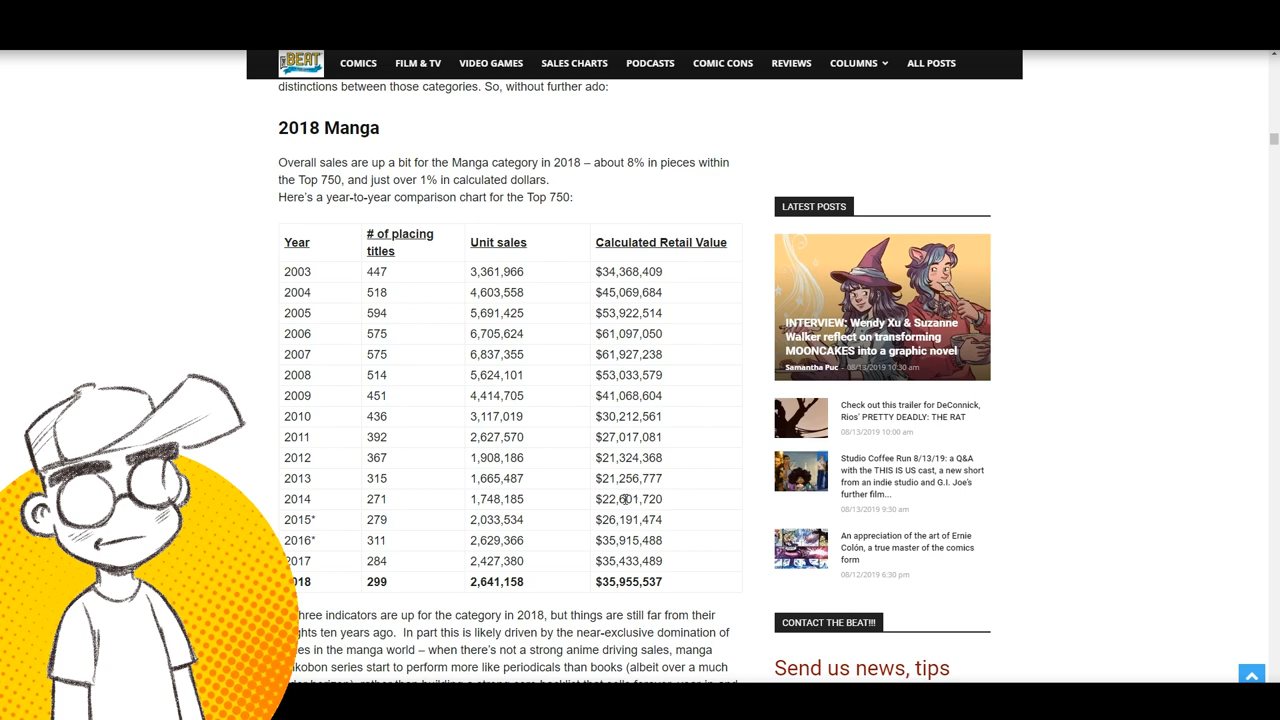 BEAT
COMICS FILM & TV VIDEO GAMES SALES CHARTS PODCASTS COMIC CONS REVIEWS COLUMNS ALL POSTS
distinctions between those categories. So, without further ado:
2018 Manga
Overall sales are up a bit for the Manga category in 2018 – about 8% in pieces within
the Top 750, and just over 1% in calculated dollars.
Here's a year-to-year comparison chart for the Top 750:
Year # of placing titles Unit sales Calculated Retail Value
2003 447 3,361,966 $34,368,409
2004 518 4,603,558 $45,069,684
2005 594 5,691,425 $53,922,514
2006 575 6,705,624 $61,097,050
2007 575 6,837,355 $61,927,238
2008 514 5,624,101 $53,033,579
2009 451 4,414,705 $41,068,604
2010 436 3,117,019 $30,212,561
2011 392 2,627,570 $27,017,081
2012 367 1,908,186 $21,324,368
2013 315 1,665,487 $21,256,777
2014 271 1,748,185 $22,601,720
2015* 279 2,033,534 $26,191,474
2016* 311 2,629,366 $35,915,488
2017 284 2,427,380 $35,433,489
018 299 2,641,158 $35,955,537
hree indicators are up for the category in 2018, but things are still far from their
ghts ten years ago. In part this is likely driven by the near-exclusive domination of
es in the manga world – when there's not a strong anime driving sales, manga
kobon series start to perform more like periodicals than books (albeit over a much
LATEST POSTS
INTERVIEW: Wendy Xu & Suzanne
Walker reflect on transforming
MOONCAKES into a graphic novel
Samantha Puc - 08/13/2019 10:30 am
Check out this trailer for DeConnick,
Rios' PRETTY DEADLY: THE RAT
08/13/2019 10:00 am
Studio Coffee Run 8/13/19: a Q&A
with the THIS IS US cast, a new short
from an indie studio and G.I. Joe's
further film...
08/13/2019 9:30 am
An appreciation of the art of Ernie
Colón, a true master of the comics
form
08/12/2019 6:30 pm
CONTACT THE BEAT!!!
Send us news, tips